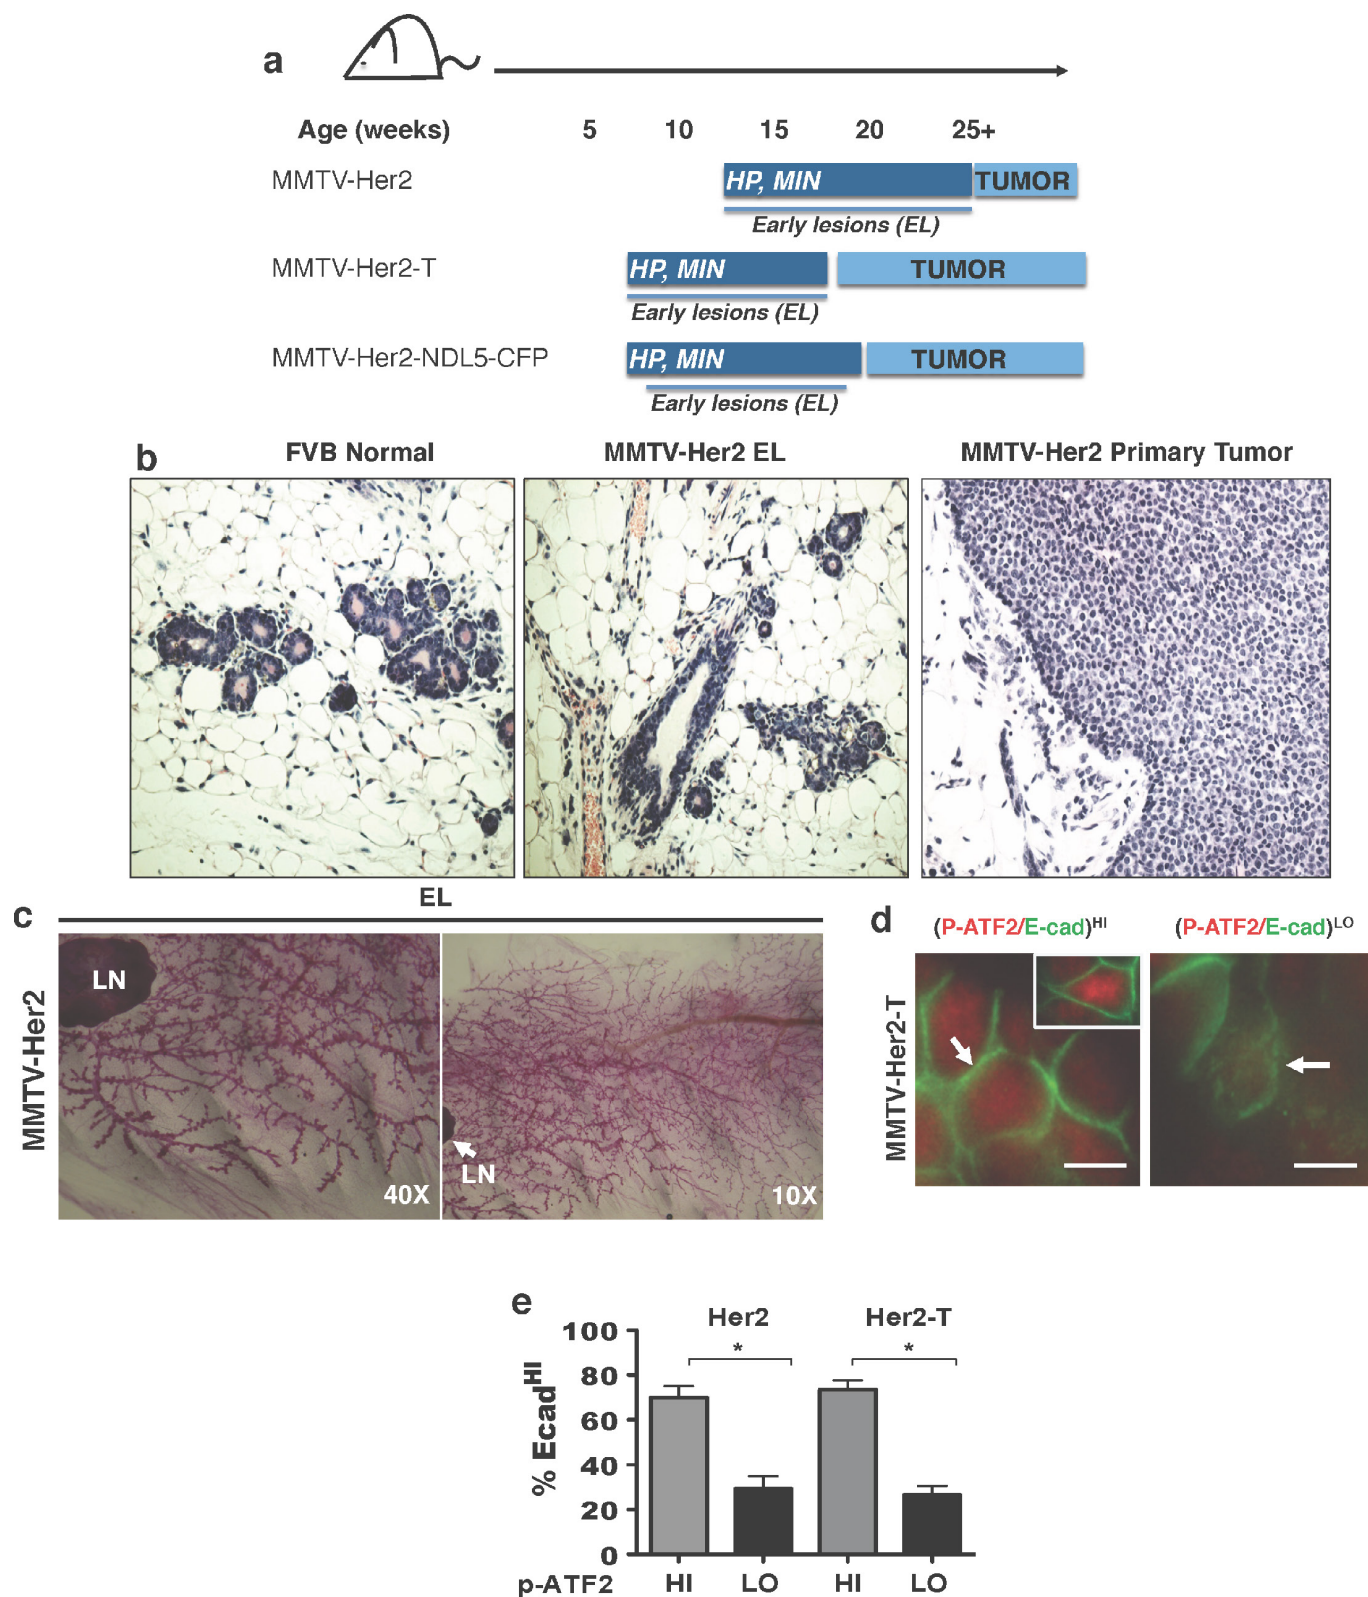 a
Age (weeks) 5 10 15 20 25+
MMTV-Her2 HP, MIN TUMOR
Early lesions (EL)
MMTV-Her2-T HP, MIN TUMOR
Early lesions (EL)
MMTV-Her2-NDL5-CFP HP, MIN TUMOR
Early lesions (EL)
b FVB Normal MMTV-Her2 EL MMTV-Her2 Primary Tumor
c EL
MMTV-Her2
LN
40X
LN
10X
d (P-ATF2/E-cad)HI (P-ATF2/E-cad)LO
MMTV-Her2-T
e Her2 Her2-T
* *
% EcadHI
100
80
60
40
20
0
p-ATF2 HI LO HI LO